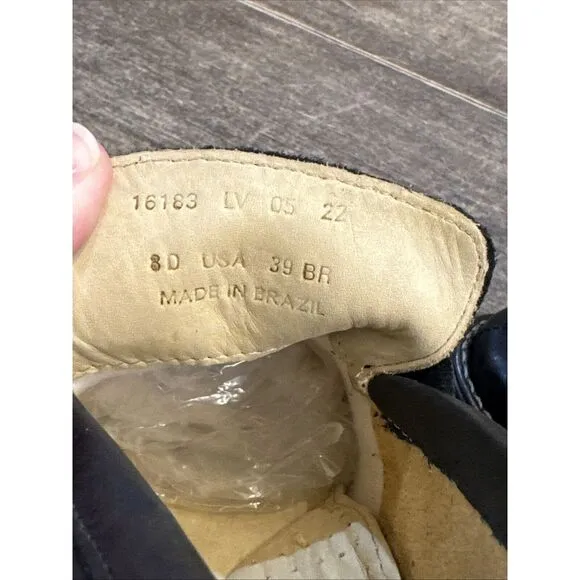 16183 LV 05 22
8D USA 39 BR
MADE IN BRAZIL